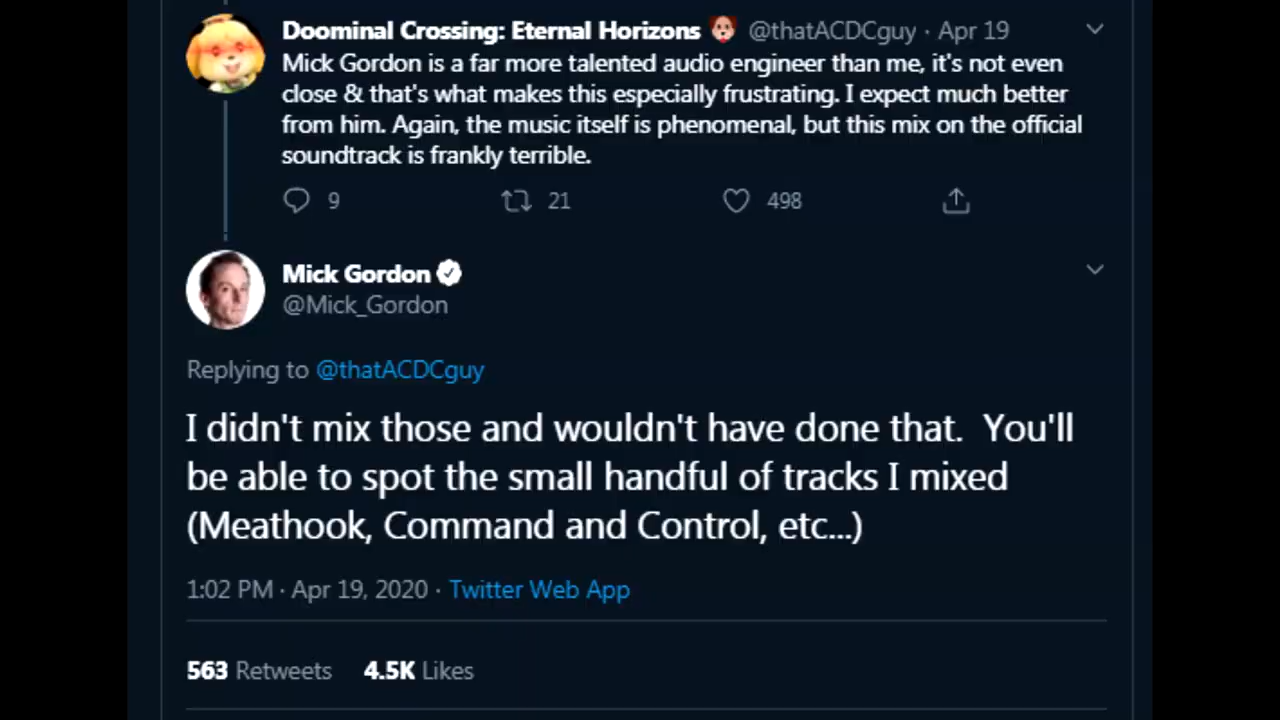 Doominal Crossing: Eternal Horizons @thatACDCguy · Apr 19
Mick Gordon is a far more talented audio engineer than me, it's not even
close & that's what makes this especially frustrating. I expect much better
from him. Again, the music itself is phenomenal, but this mix on the official
soundtrack is frankly terrible.
9 21 498
Mick Gordon
@Mick_Gordon
Replying to @thatACDCguy
I didn't mix those and wouldn't have done that.  You'll
be able to spot the small handful of tracks I mixed
(Meathook, Command and Control, etc...)
1:02 PM · Apr 19, 2020 · Twitter Web App
563 Retweets 4.5K Likes